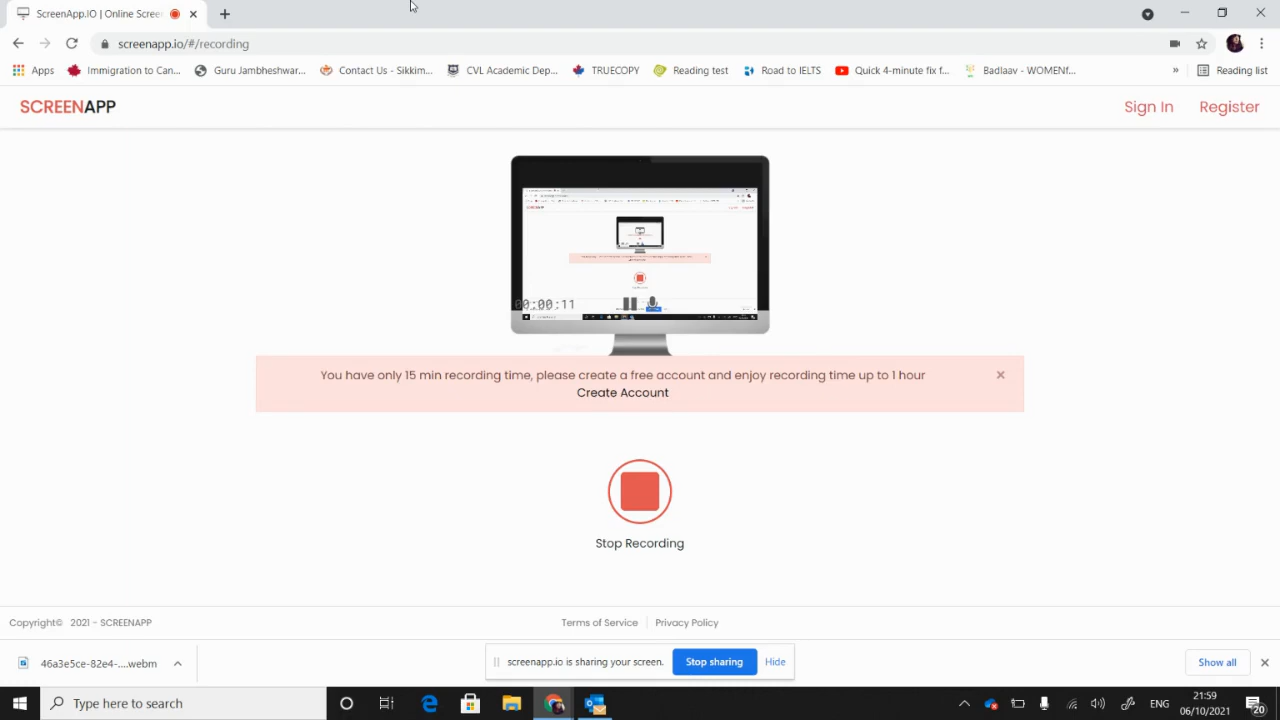 ScreenApp.IO | Online Scree
screenapp.io/#/recording
Apps
Immigration to Can...
Guru Jambheshwar...
Contact Us - Sikkim...
CVL Academic Dep...
TRUECOPY
Reading test
Road to IELTS
Quick 4-minute fix f...
Badlaav - WOMENf...
»
Reading list
SCREENAPP
Sign In
Register
00:00:11
You have only 15 min recording time, please create a free account and enjoy recording time up to 1 hour
Create Account
Stop Recording
Copyright© 2021 - SCREENAPP
Terms of Service
Privacy Policy
46a3e5ce-82e4-....webm
screenapp.io is sharing your screen.
Stop sharing
Hide
Show all
Type here to search
ENG
21:59
06/10/2021
20